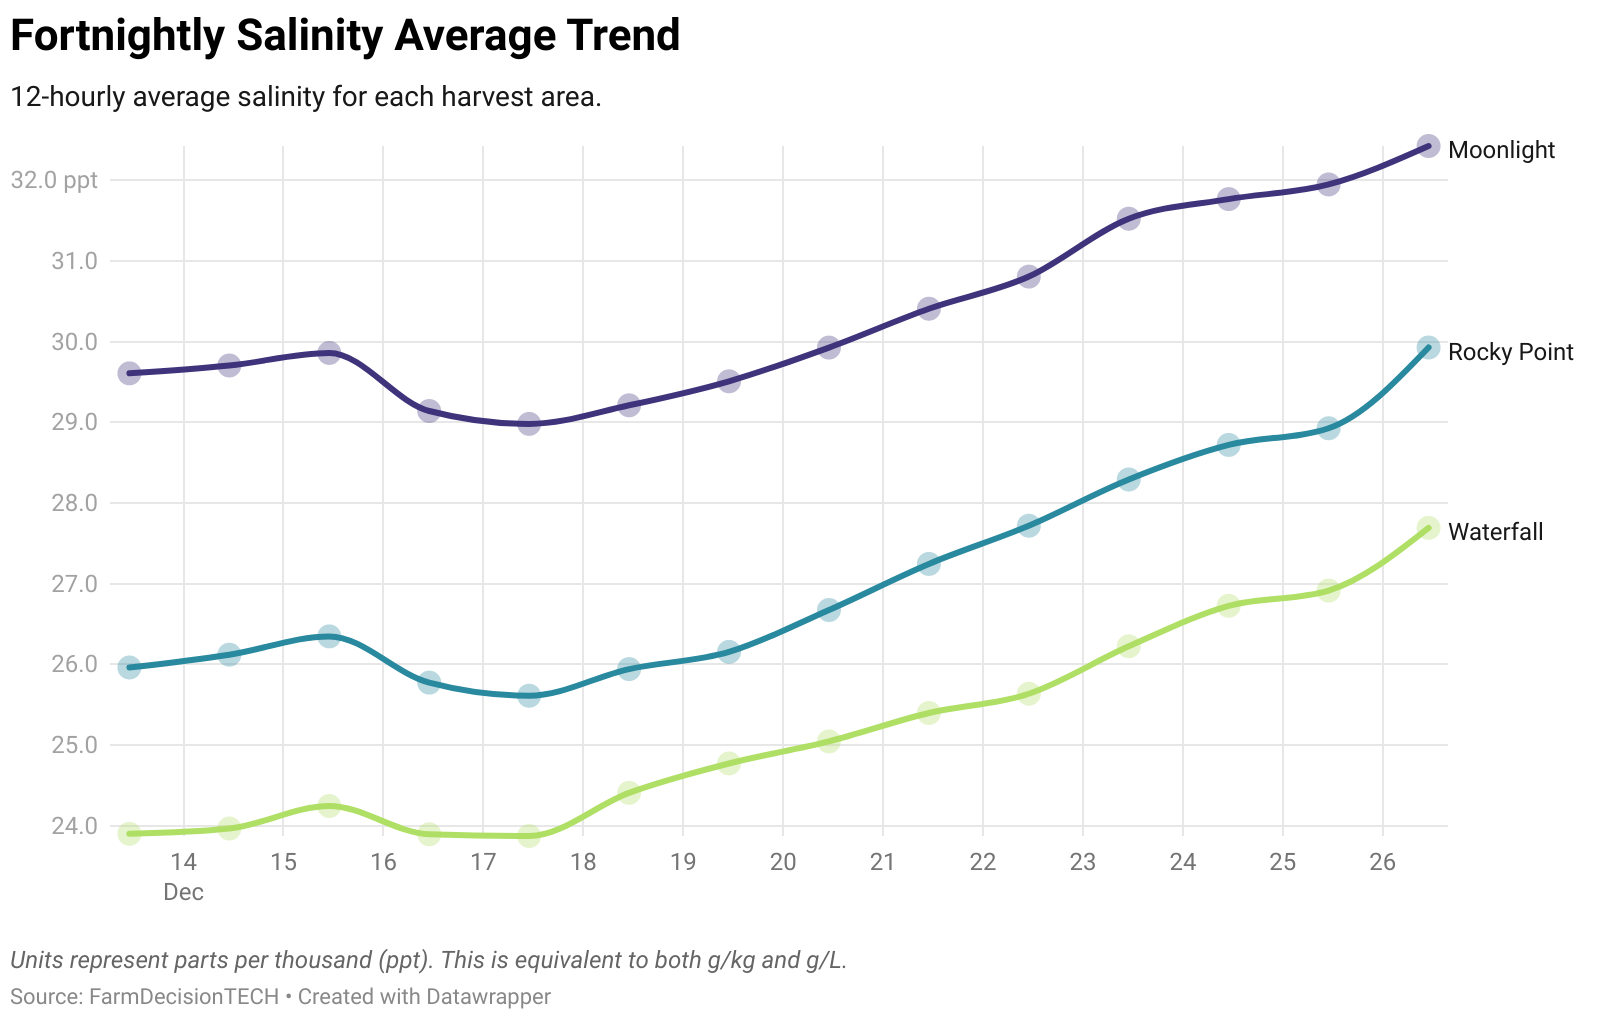 Fortnightly Salinity Average Trend
12-hourly average salinity for each harvest area.
Moonlight
32.0 ppt
31.0
30.0
Rocky Point
29.0
28.0
Waterfall
27.0
26.0
25.0
24.0
14 15 16 17 18 19 20 21 22 23 24 25 26
Dec
Units represent parts per thousand (ppt). This is equivalent to both g/kg and g/L.
Source: FarmDecisionTECH • Created with Datawrapper